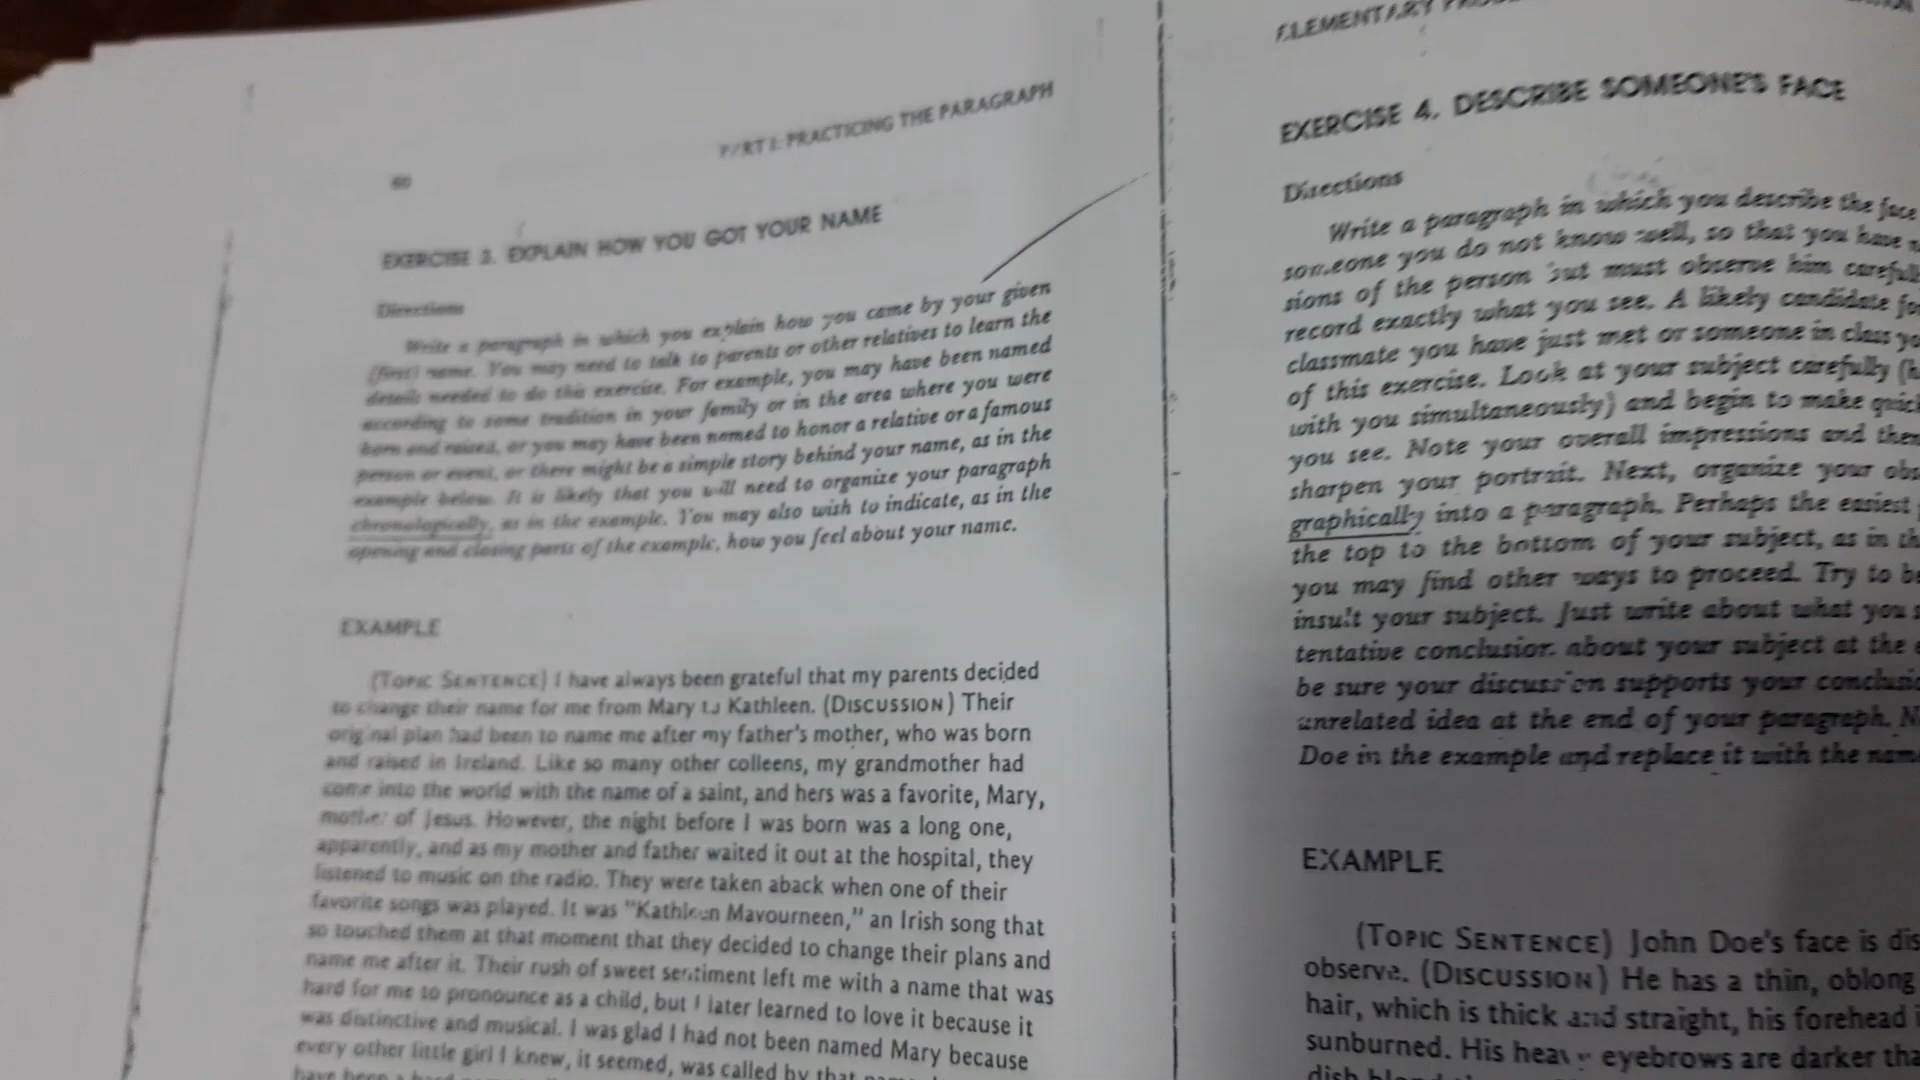 PART I: PRACTICING THE PARAGRAPH
60
EXERCISE 3. EXPLAIN HOW YOU GOT YOUR NAME
Directions
Write a paragraph in which you explain how you came by your given
(first) name. You may need to talk to parents or other relatives to learn the
details needed to do this exercise. For example, you may have been named
according to some tradition in your family or in the area where you were
born and raised, or you may have been named to honor a relative or a famous
person or event, or there might be a simple story behind your name, as in the
example below. It is likely that you will need to organize your paragraph
chronologically, as in the example. You may also wish to indicate, as in the
opening and closing parts of the example, how you feel about your name.
EXAMPLE
(TOPIC SENTENCE) I have always been grateful that my parents decided
to change their name for me from Mary to Kathleen. (DISCUSSION) Their
original plan had been to name me after my father's mother, who was born
and raised in Ireland. Like so many other colleens, my grandmother had
come into the world with the name of a saint, and hers was a favorite, Mary,
mother of Jesus. However, the night before I was born was a long one,
apparently, and as my mother and father waited it out at the hospital, they
listened to music on the radio. They were taken aback when one of their
favorite songs was played. It was "Kathleen Mavourneen," an Irish song that
so touched them at that moment that they decided to change their plans and
name me after it. Their rush of sweet sentiment left me with a name that was
hard for me to pronounce as a child, but I later learned to love it because it
was distinctive and musical. I was glad I had not been named Mary because
every other little girl I knew, it seemed, was called by that name
have been a hard
ELEMENTARY
EXERCISE 4. DESCRIBE SOMEONE'S FACE
Directions
Write a paragraph in which you describe the face
someone you do not know well, so that you have
sions of the person but must observe him carefully
record exactly what you see. A likely candidate
classmate you have just met or someone in class
of this exercise. Look at your subject carefully
with you simultaneously) and begin to make quick
you see. Note your overall impressions and then
sharpen your portrait. Next, organize your
graphically into a paragraph. Perhaps the easiest
the top to the bottom of your subject, as in
you may find other ways to proceed. Try to
insult your subject. Just write about what you
tentative conclusion about your subject at the
be sure your discussion supports your
unrelated idea at the end of your paragraph.
Doe in the example and replace it with the
EXAMPLE
(TOPIC SENTENCE) John Doe's face is
observe. (DISCUSSION) He has a thin, oblong
hair, which is thick and straight, his forehead
sunburned. His heavy eyebrows are darker